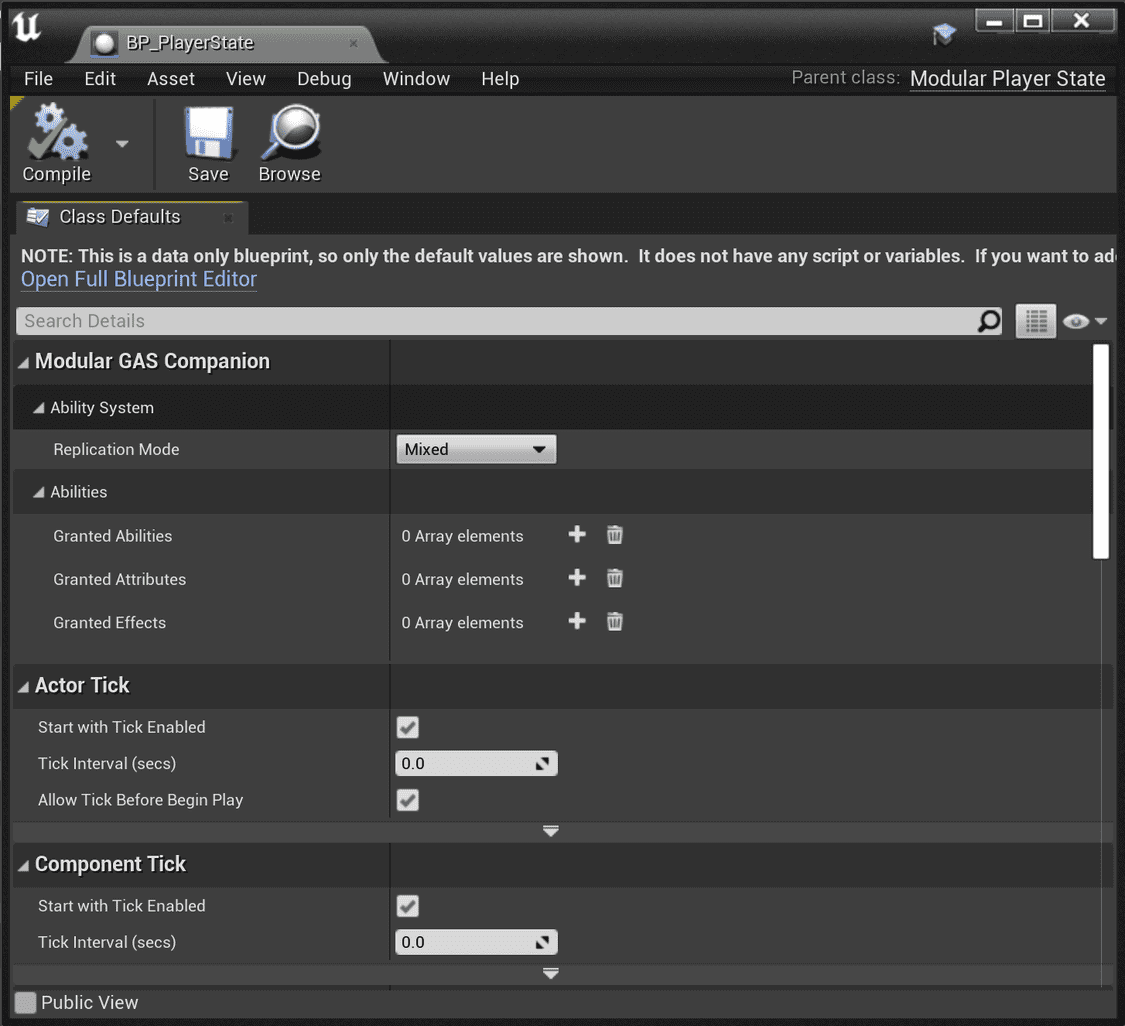 BP_PlayerState
File Edit Asset View Debug Window Help
Parent class: Modular Player State
Compile Save Browse
Class Defaults
NOTE: This is a data only blueprint, so only the default values are shown. It does not have any script or variables. If you want to ad
Open Full Blueprint Editor
Search Details
Modular GAS Companion
Ability System
Replication Mode Mixed
Abilities
Granted Abilities 0 Array elements
Granted Attributes 0 Array elements
Granted Effects 0 Array elements
Actor Tick
Start with Tick Enabled
Tick Interval (secs) 0.0
Allow Tick Before Begin Play
Component Tick
Start with Tick Enabled
Tick Interval (secs) 0.0
Public View